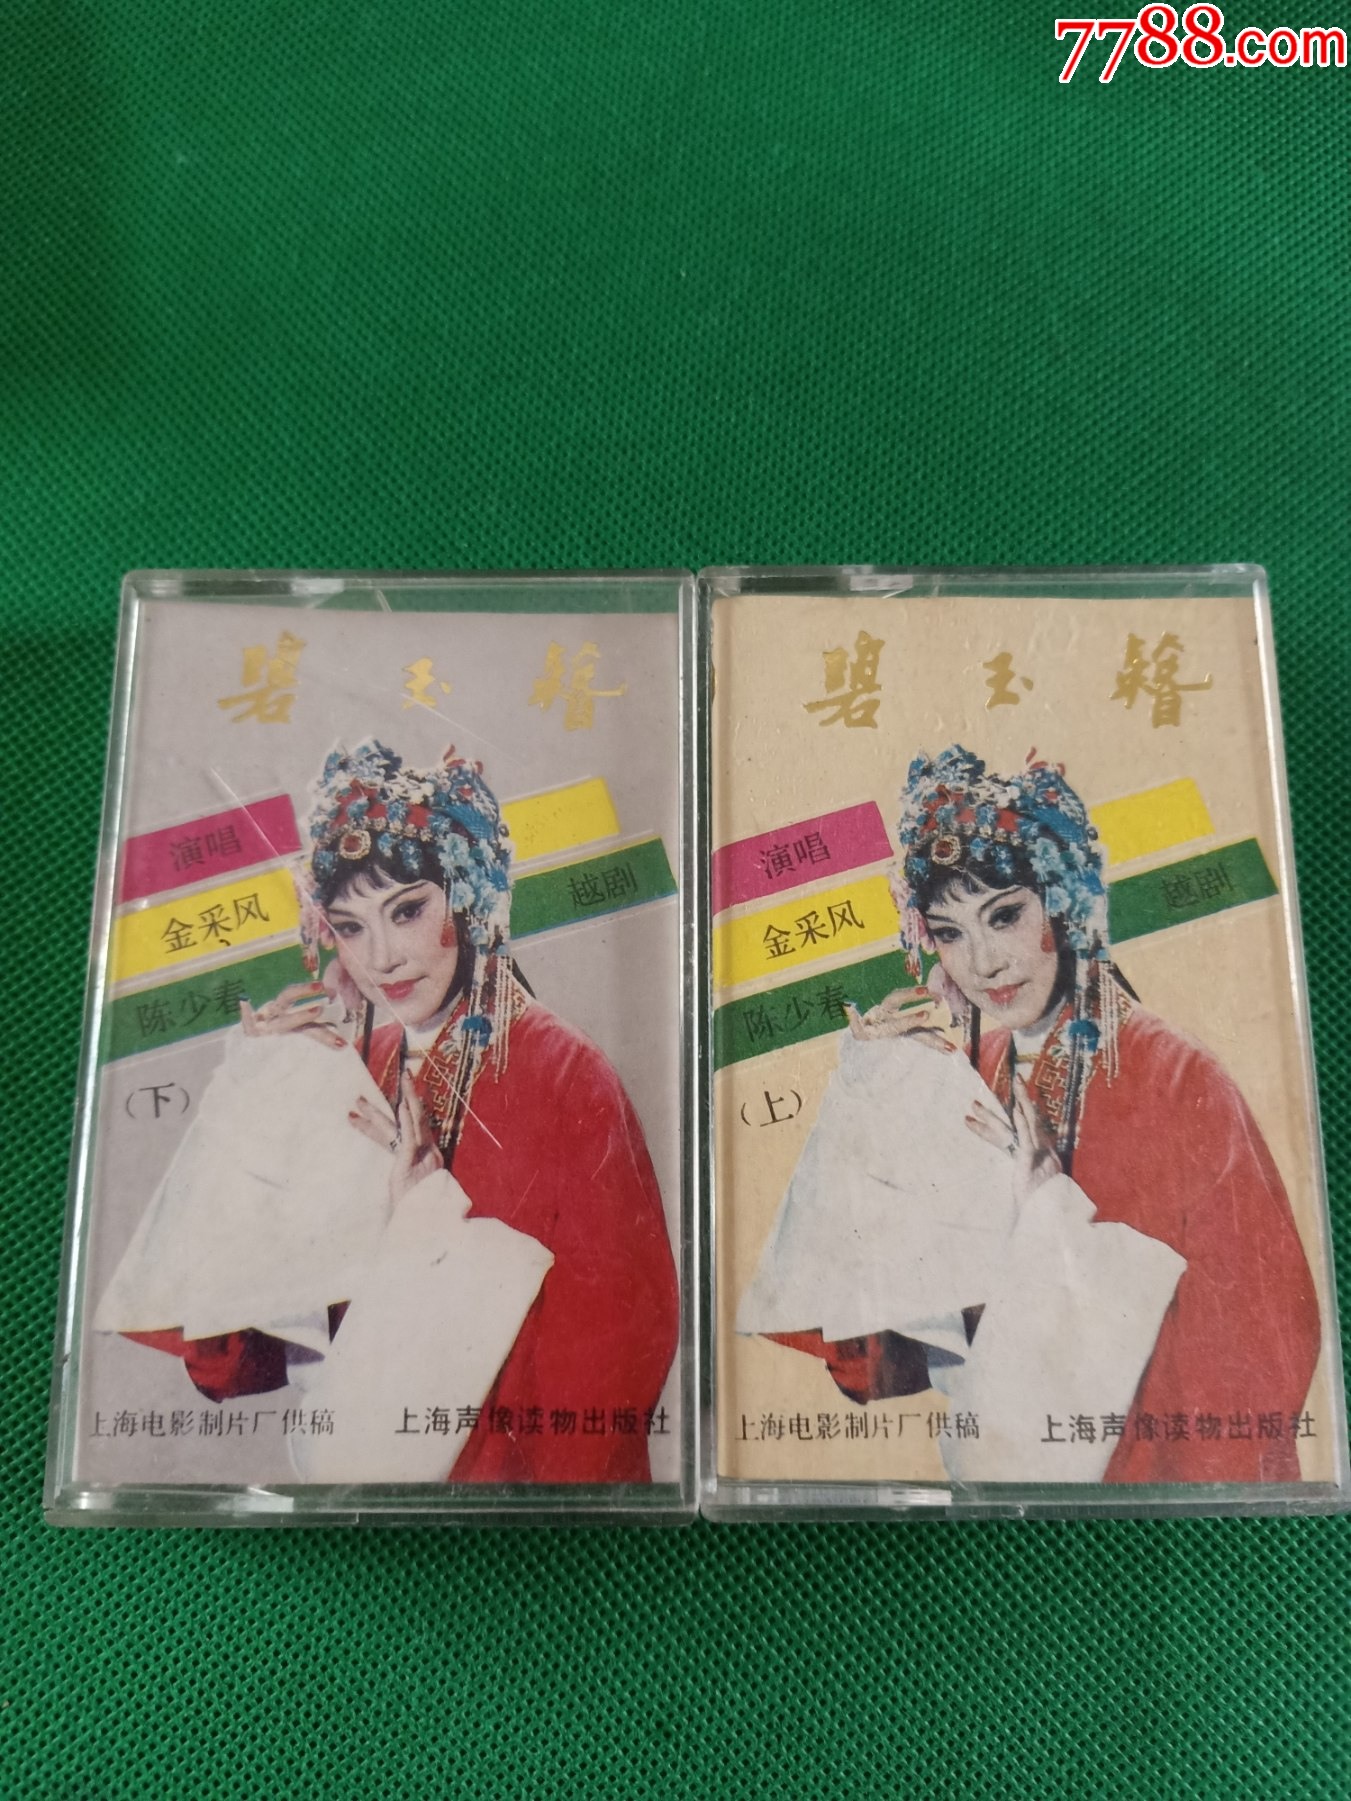 7788.com
碧玉簪
演唱
金采风
陈少春
越剧
(下)
上海电影制片厂供稿
上海声像读物出版社
碧玉簪
演唱
金采风
陈少春
越剧
(上)
上海电影制片厂供稿
上海声像读物出版社